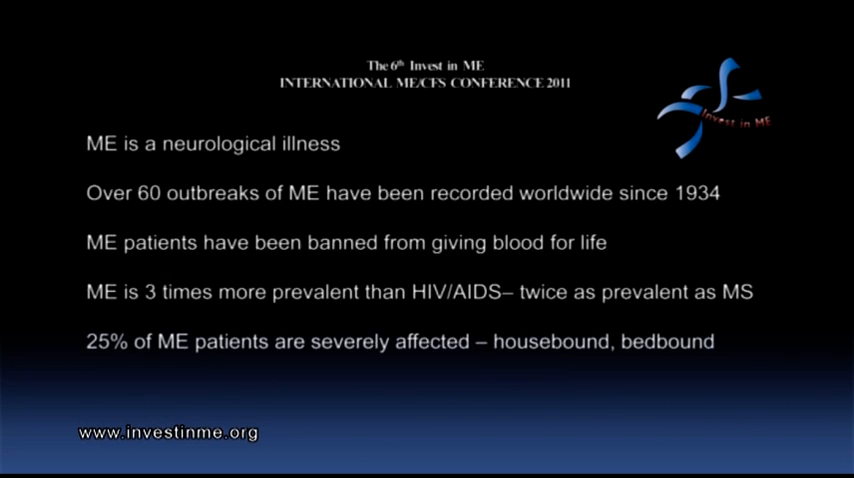 The 6th Invest in ME
INTERNATIONAL ME/CFS CONFERENCE 2011
Invest in ME
ME is a neurological illness
Over 60 outbreaks of ME have been recorded worldwide since 1934
ME patients have been banned from giving blood for life
ME is 3 times more prevalent than HIV/AIDS– twice as prevalent as MS
25% of ME patients are severely affected – housebound, bedbound
www.investinme.org